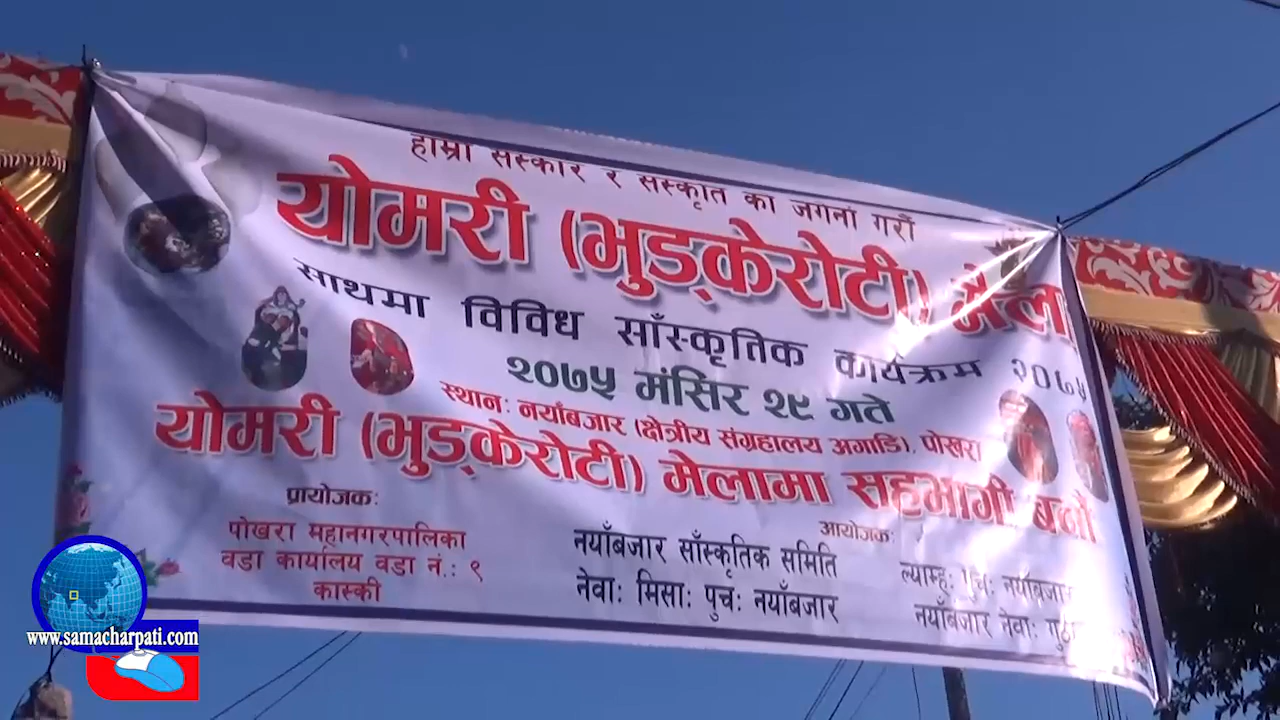 हाम्रो संस्कार र संस्कृति का जगेर्ना गरौं
योमरी (भुड्केरोटी) मेला
साथमा विविध साँस्कृतिक कार्यक्रम २०७५
२०७५ मंसिर २९ गते
स्थान: नयाँबजार (क्षेत्रीय संग्रहालय अगाडि), पोखरा
योमरी (भुड्केरोटी) मेलामा सहभागी बनौं
प्रायोजक:
पोखरा महानगरपालिका
वडा कार्यालय वडा नं.: ९
कास्की
आयोजक:
नयाँबजार साँस्कृतिक समिति
नेवाः मिसाः पुचः नयाँबजार
ल्याम्हुः पुचः नयाँबजार
नयाँबजार नेवाः
www.samacharpati.com